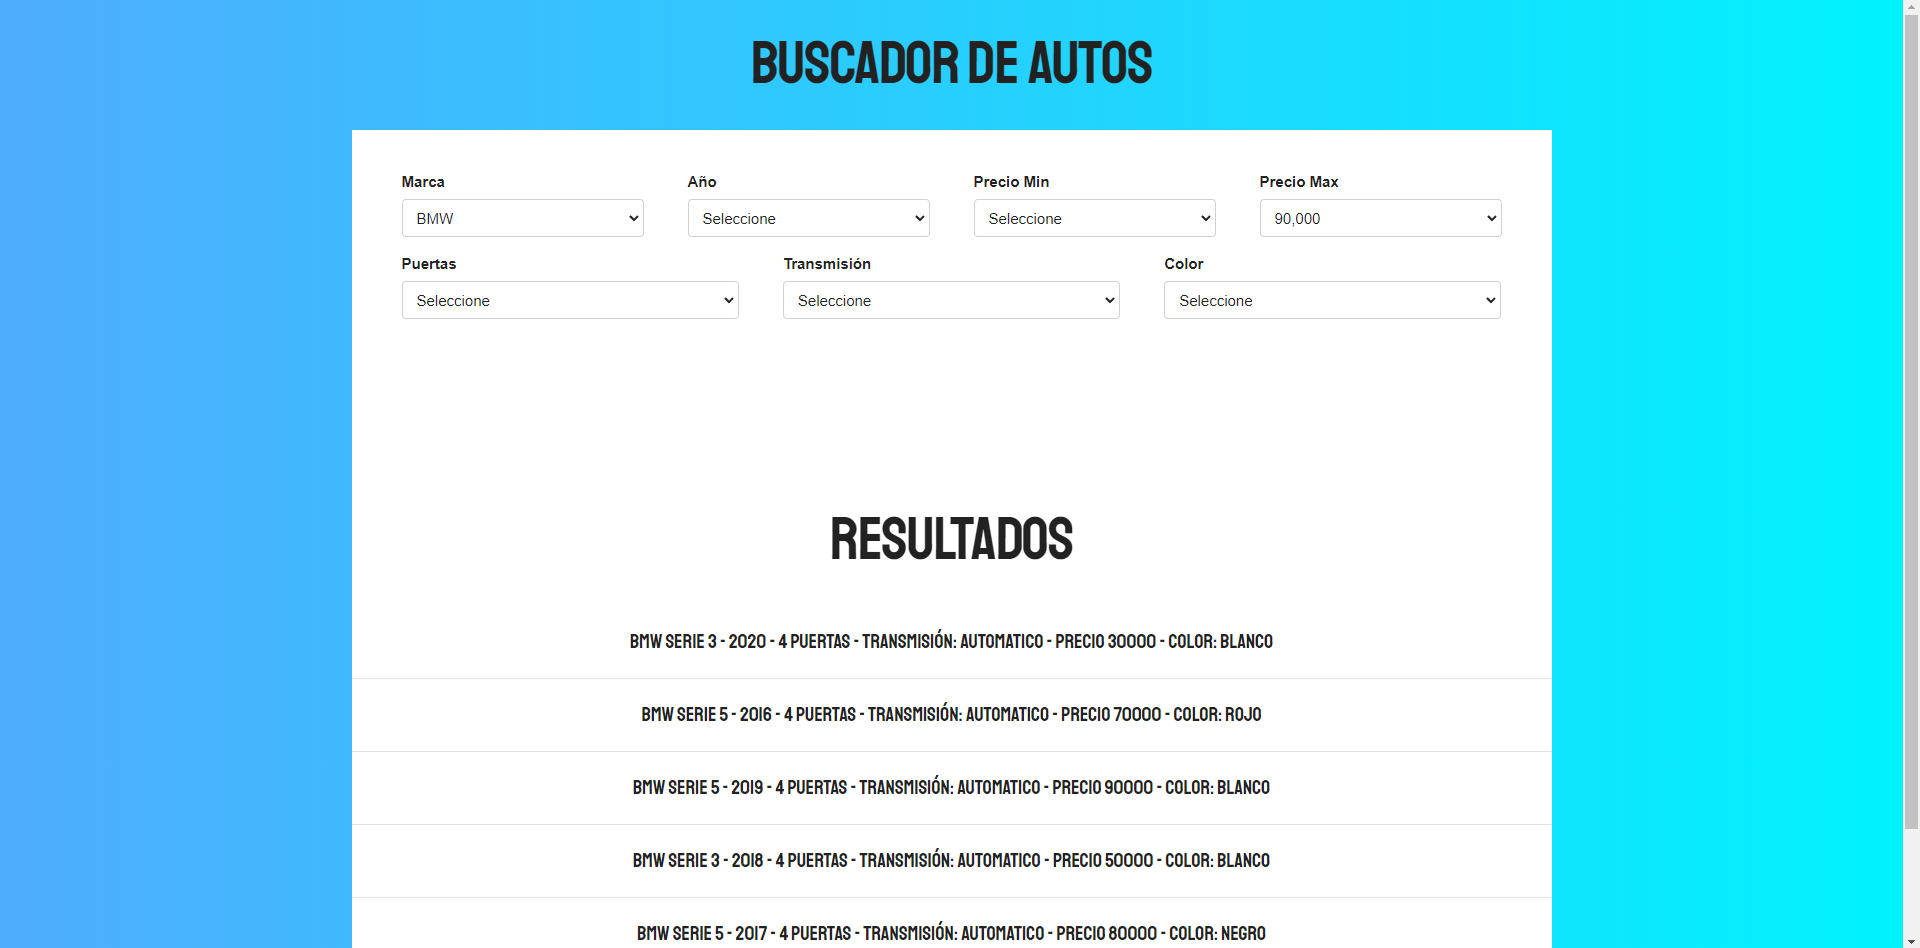 BUSCADOR DE AUTOS
Marca Año Precio Min Precio Max
BMW Seleccione Seleccione 90,000
Puertas Transmisión Color
Seleccione Seleccione Seleccione
RESULTADOS
BMW SERIE 3 - 2020 - 4 PUERTAS - TRANSMISIÓN: AUTOMATICO - PRECIO 30000 - COLOR: BLANCO
BMW SERIE 5 - 2016 - 4 PUERTAS - TRANSMISIÓN: AUTOMATICO - PRECIO 70000 - COLOR: ROJO
BMW SERIE 5 - 2019 - 4 PUERTAS - TRANSMISIÓN: AUTOMATICO - PRECIO 90000 - COLOR: BLANCO
BMW SERIE 3 - 2018 - 4 PUERTAS - TRANSMISIÓN: AUTOMATICO - PRECIO 50000 - COLOR: BLANCO
BMW SERIE 5 - 2017 - 4 PUERTAS - TRANSMISIÓN: AUTOMATICO - PRECIO 80000 - COLOR: NEGRO